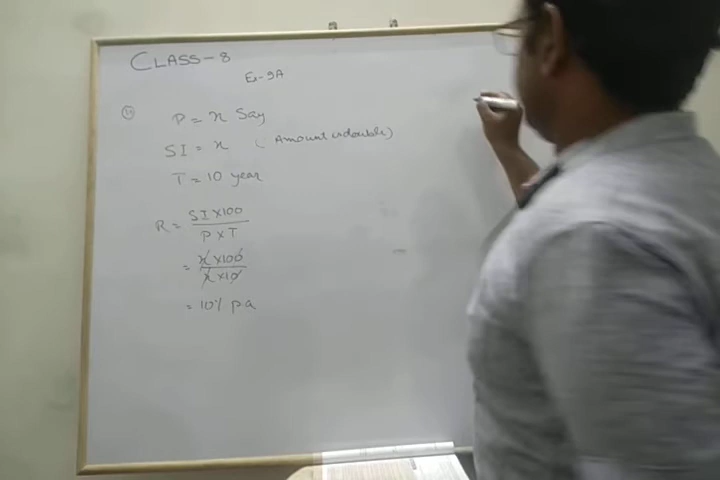 CLASS-8
Ex-9A
P = x Say
SI = x ( Amount is double)
T = 10 year
R = SI×100 / P×T
= x×100 / x×10
= 10% pa